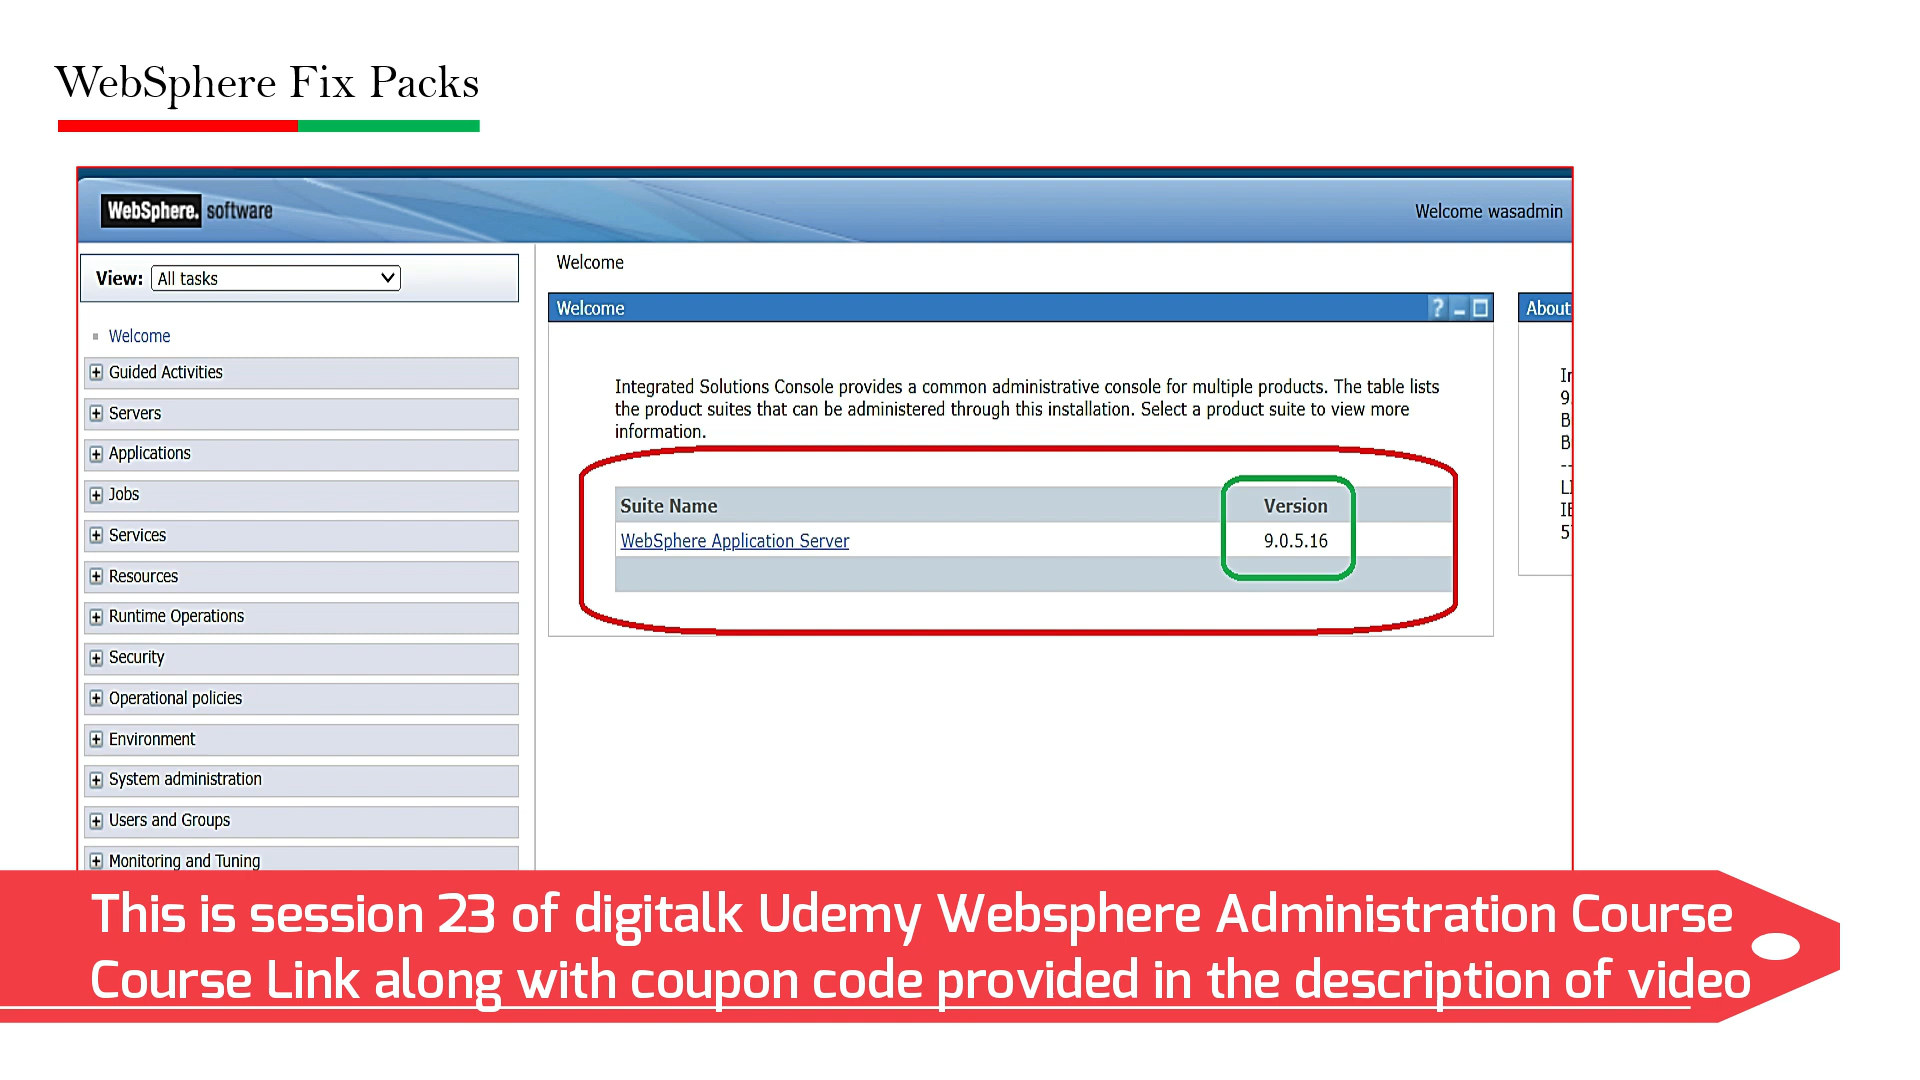 WebSphere Fix Packs
WebSphere. software
Welcome wasadmin
View: All tasks
Welcome
Guided Activities
Servers
Applications
Jobs
Services
Resources
Runtime Operations
Security
Operational policies
Environment
System administration
Users and Groups
Monitoring and Tuning
Welcome
Welcome
?
Integrated Solutions Console provides a common administrative console for multiple products. The table lists
the product suites that can be administered through this installation. Select a product suite to view more
information.
Suite Name Version
WebSphere Application Server 9.0.5.16
About
9.
B
B
--
5
This is session 23 of digitalk Udemy Websphere Administration Course
Course Link along with coupon code provided in the description of video